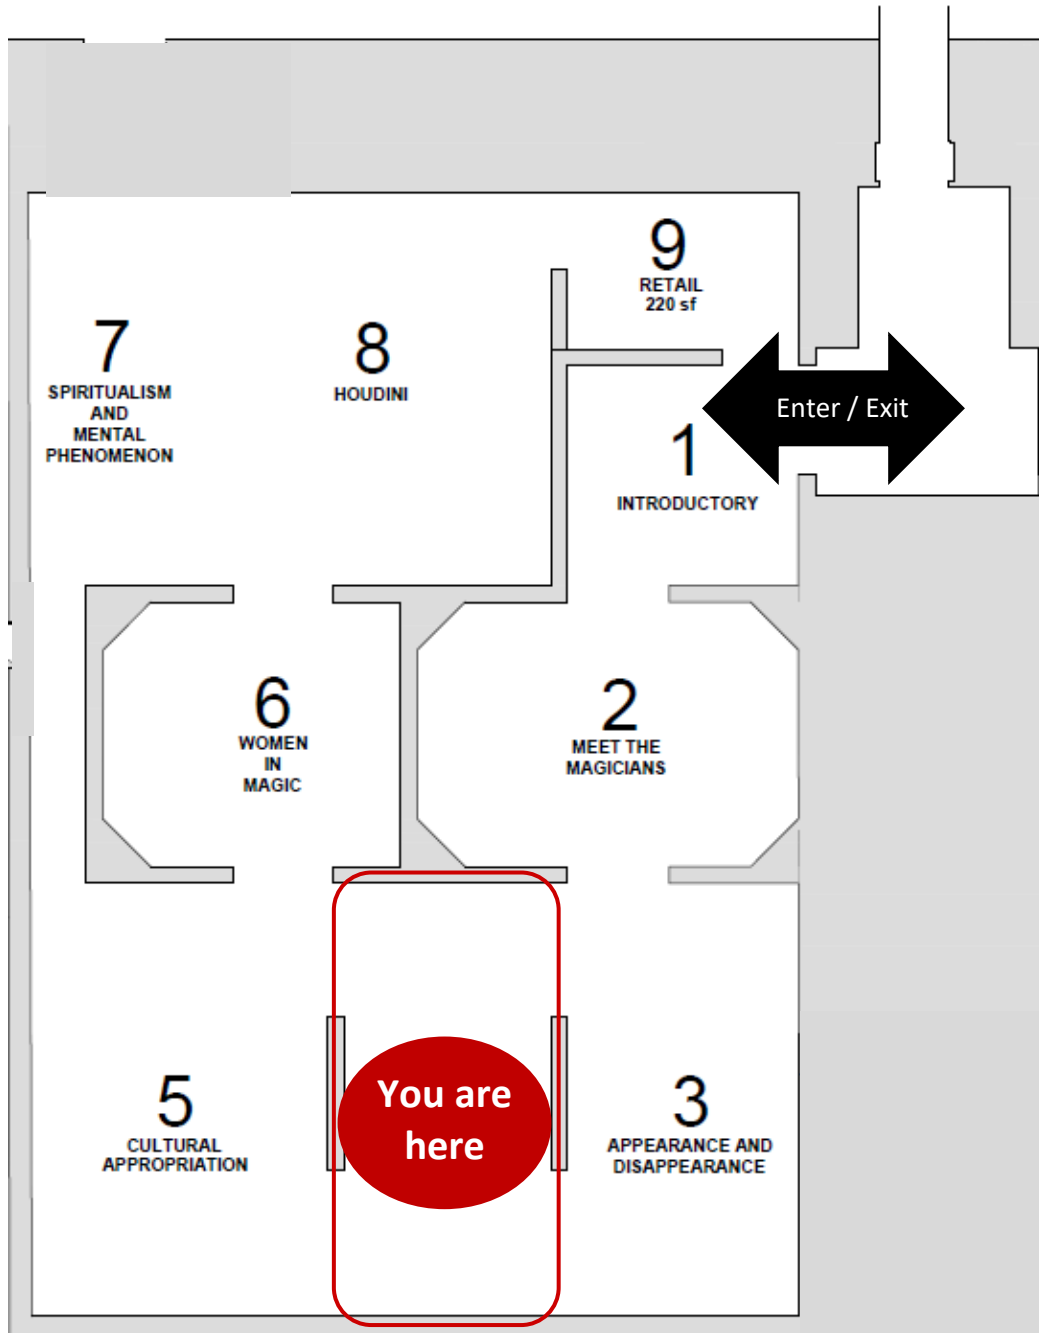 9
RETAIL
220 sf
7
SPIRITUALISM
AND
MENTAL
PHENOMENON
8
HOUDINI
Enter / Exit
1
INTRODUCTORY
6
WOMEN
IN
MAGIC
2
MEET THE
MAGICIANS
5
CULTURAL
APPROPRIATION
You are
here
3
APPEARANCE AND
DISAPPEARANCE